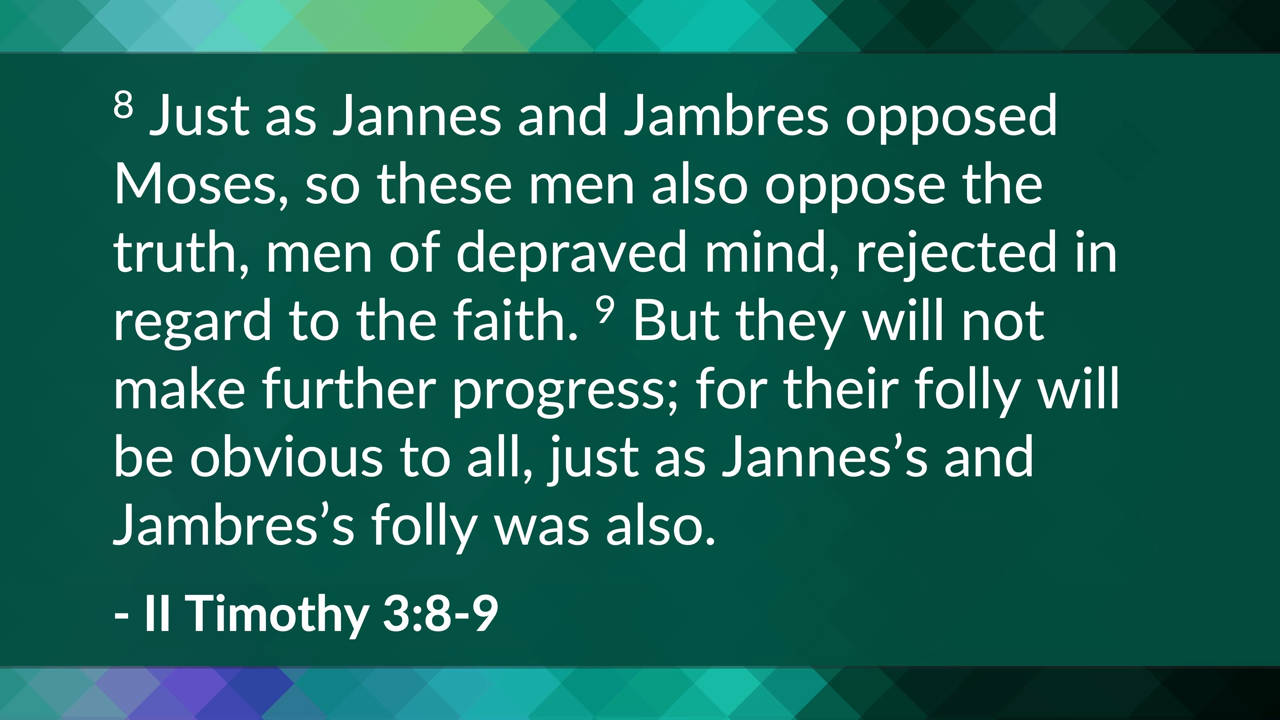 ⁸ Just as Jannes and Jambres opposed
Moses, so these men also oppose the
truth, men of depraved mind, rejected in
regard to the faith. ⁹ But they will not
make further progress; for their folly will
be obvious to all, just as Jannes’s and
Jambres’s folly was also.
- II Timothy 3:8-9